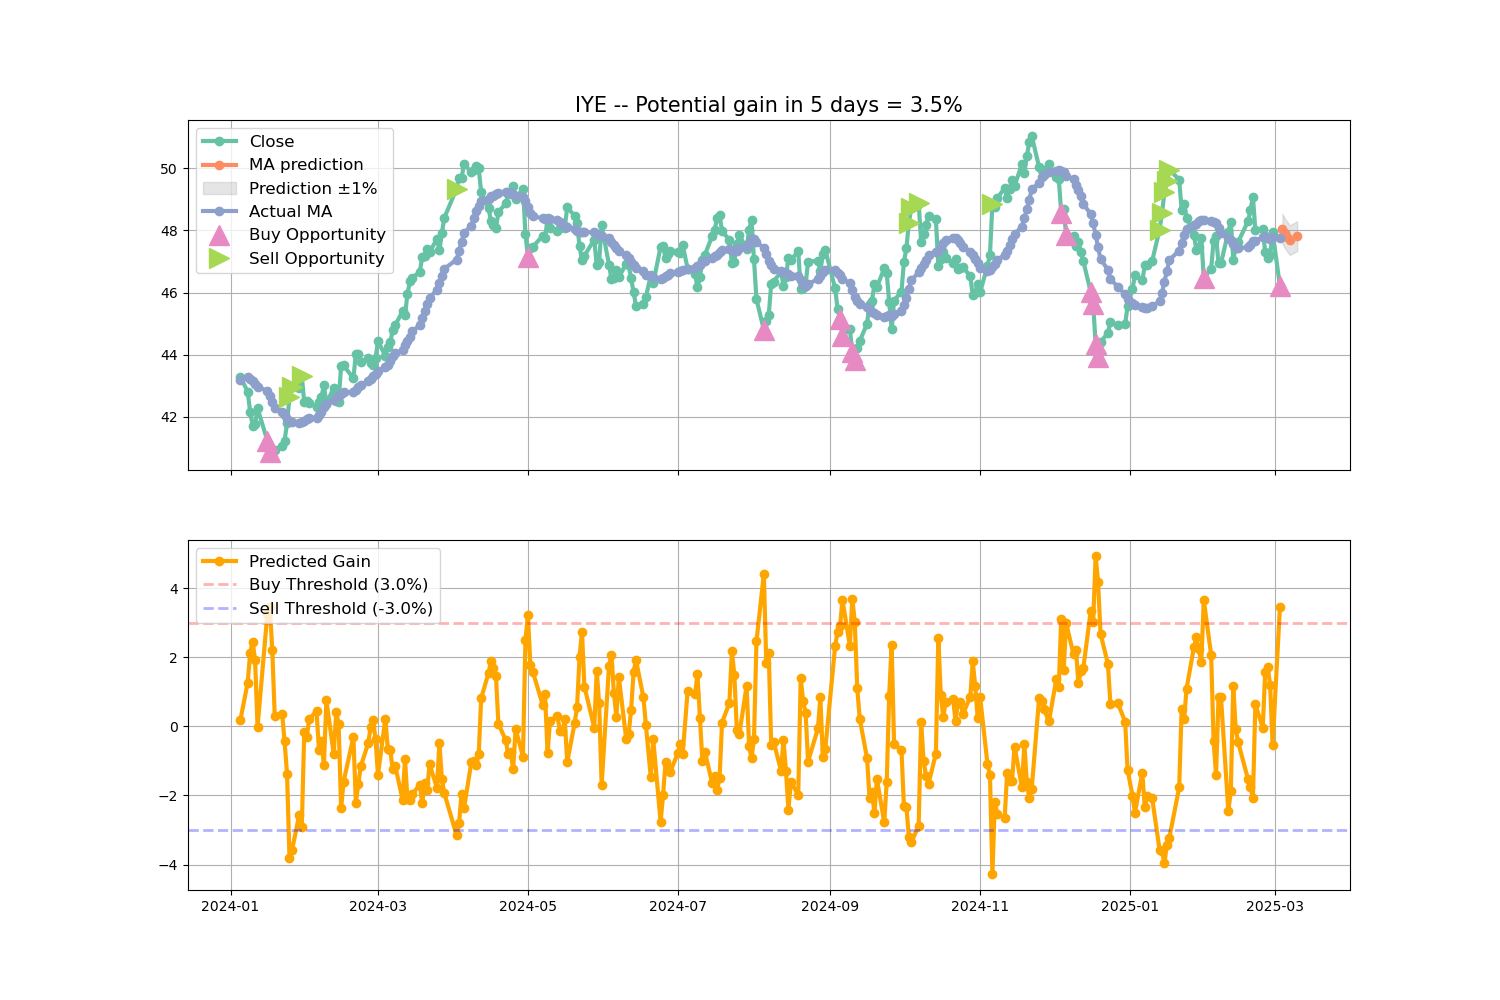 IYE -- Potential gain in 5 days = 3.5%
Close
MA prediction
Prediction ±1%
Actual MA
Buy Opportunity
Sell Opportunity
50
48
46
44
42
Predicted Gain
Buy Threshold (3.0%)
Sell Threshold (-3.0%)
4
2
0
−2
−4
2024-01 2024-03 2024-05 2024-07 2024-09 2024-11 2025-01 2025-03